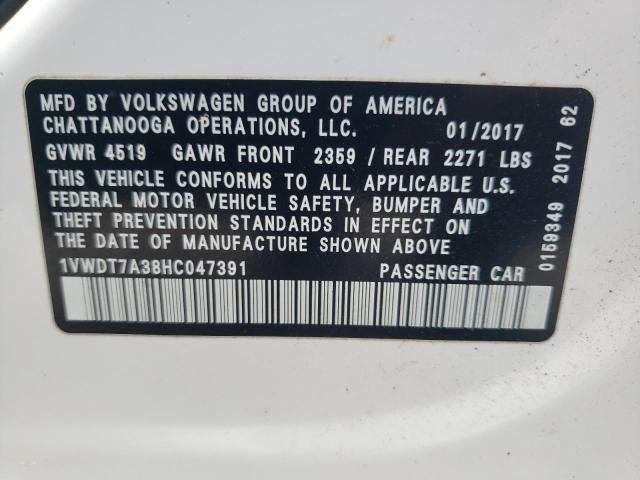 MFD BY VOLKSWAGEN GROUP OF AMERICA
CHATTANOOGA OPERATIONS, LLC. 01/2017
GVWR 4519 GAWR FRONT 2359 / REAR 2271 LBS
THIS VEHICLE CONFORMS TO ALL APPLICABLE U.S.
FEDERAL MOTOR VEHICLE SAFETY, BUMPER AND
THEFT PREVENTION STANDARDS IN EFFECT ON
THE DATE OF MANUFACTURE SHOWN ABOVE
1VWDT7A38HC047391 PASSENGER CAR
0159349 2017 62